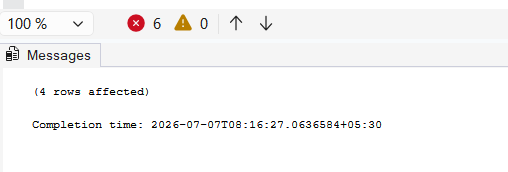 100 % 6 0
Messages
(4 rows affected)
Completion time: 2026-07-07T08:16:27.0636584+05:30